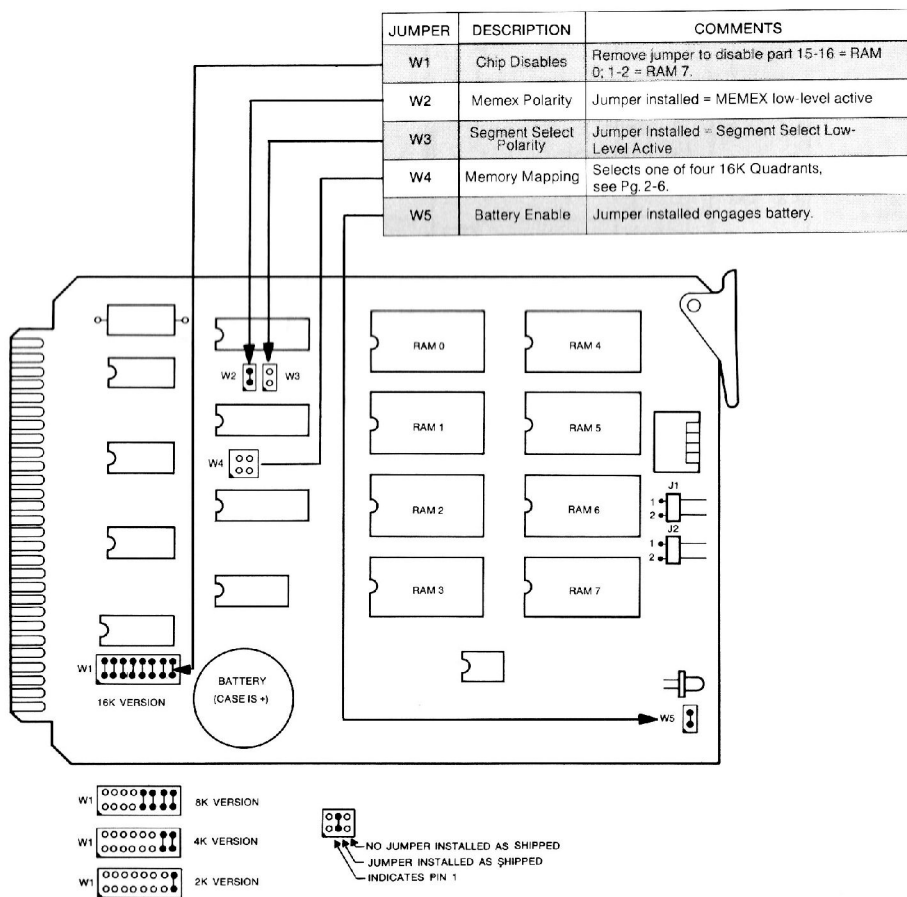 JUMPER DESCRIPTION COMMENTS
W1 Chip Disables Remove jumper to disable part 15-16 = RAM
0; 1-2 = RAM 7.
W2 Memex Polarity Jumper installed = MEMEX low-level active
W3 Segment Select Polarity Jumper Installed = Segment Select Low-
Level Active
W4 Memory Mapping Selects one of four 16K Quadrants,
see Pg. 2-6.
W5 Battery Enable Jumper installed engages battery.
RAM 0
RAM 4
W2
W3
RAM 1
RAM 5
W4
RAM 2
RAM 6
J1
1
2
J2
1
2
RAM 3
RAM 7
W1
16K VERSION
BATTERY
(CASE IS +)
W5
W1 8K VERSION
W1 4K VERSION
W1 2K VERSION
NO JUMPER INSTALLED AS SHIPPED
JUMPER INSTALLED AS SHIPPED
INDICATES PIN 1